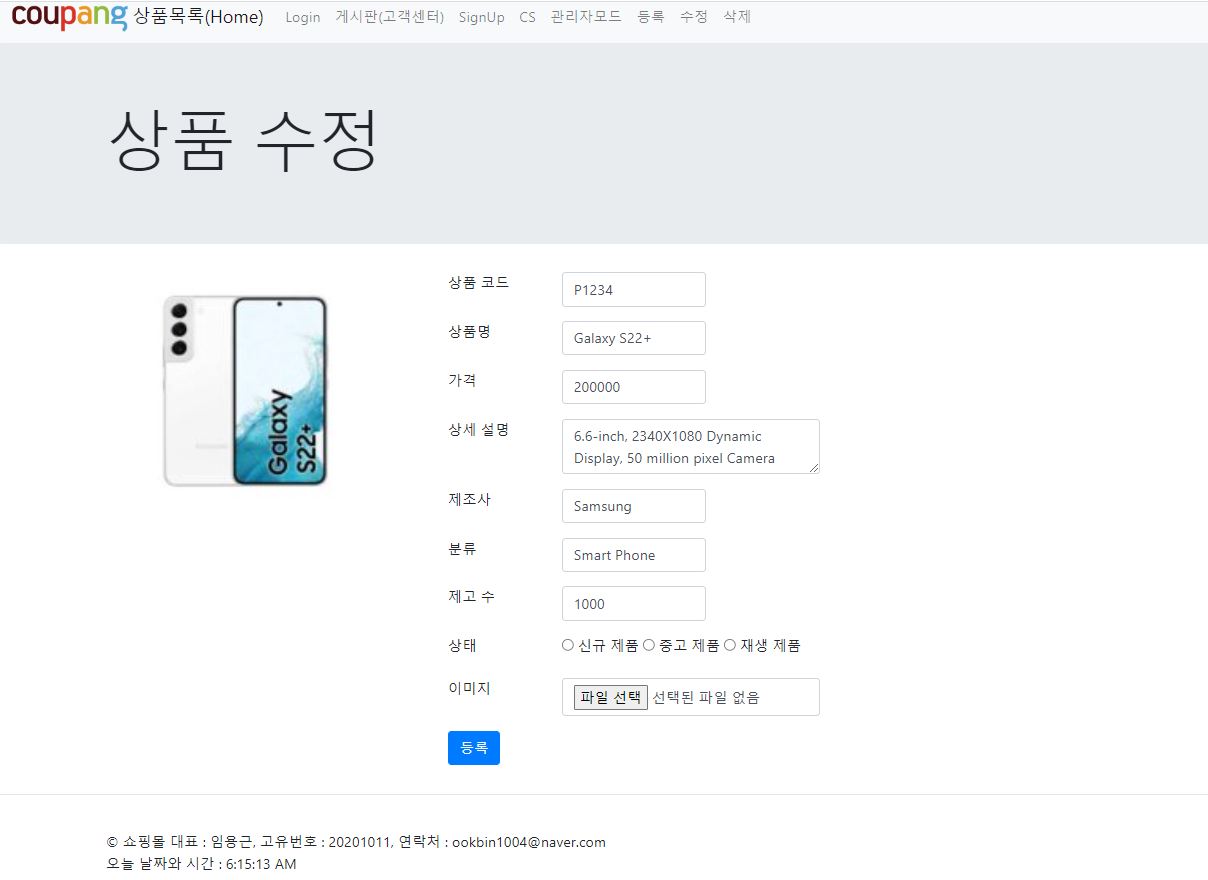 coupang 상품목록(Home) Login 게시판(고객센터) SignUp CS 관리자모드 등록 수정 삭제
상품 수정
Galaxy
S22+
상품 코드 P1234
상품명 Galaxy S22+
가격 200000
상세 설명 6.6-inch, 2340X1080 Dynamic
Display, 50 million pixel Camera
제조사 Samsung
분류 Smart Phone
제고 수 1000
상태 신규 제품 중고 제품 재생 제품
이미지 파일 선택 선택된 파일 없음
등록
© 쇼핑몰 대표 : 임용근, 고유번호 : 20201011, 연락처 : ookbin1004@naver.com
오늘 날짜와 시간 : 6:15:13 AM